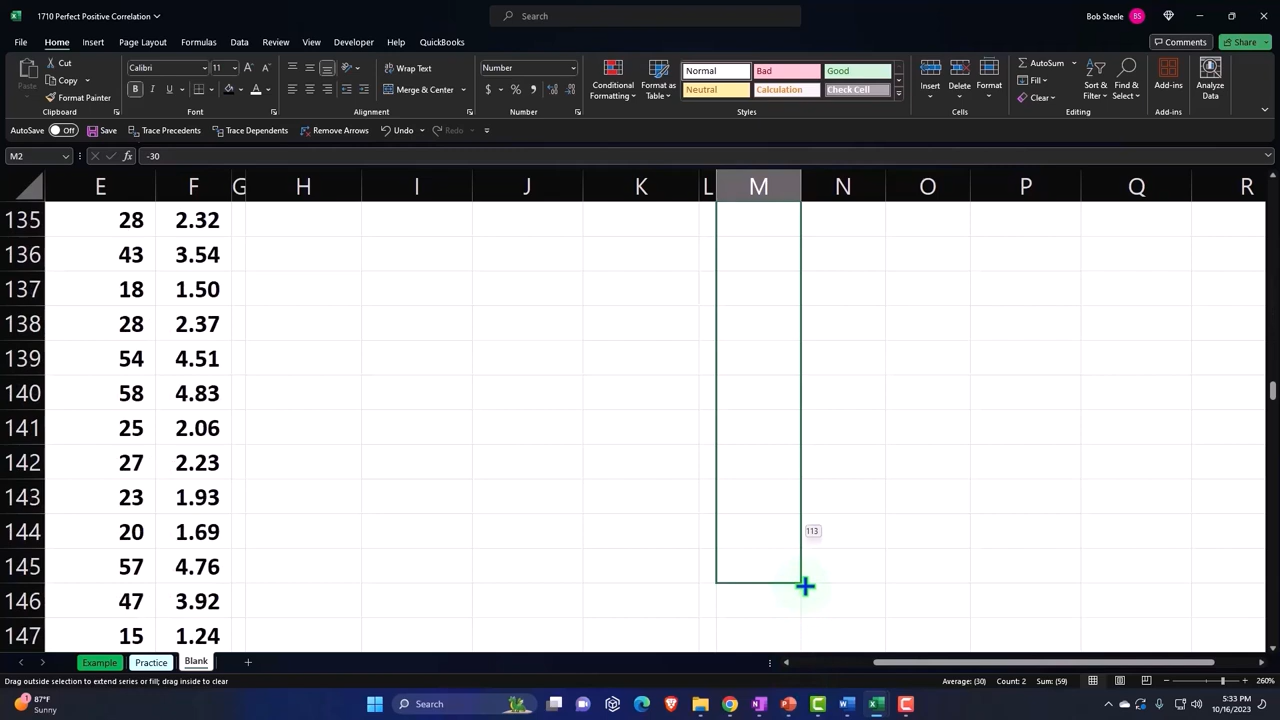 1710 Perfect Positive Correlation
Search
Bob Steele
BS
File Home Insert Page Layout Formulas Data Review View Developer Help QuickBooks
Comments
Share
Cut
Copy
Format Painter
Clipboard
Calibri 11
B I U
Font
Wrap Text
Merge & Center
Alignment
Number
$ % 9
Number
Conditional Formatting
Format as Table
Normal Bad Good
Neutral Calculation Check Cell
Styles
Insert Delete Format
Cells
AutoSum
Fill
Clear
Sort & Filter
Find & Select
Editing
Add-ins
Add-ins
Analyze Data
AutoSave Off Save Trace Precedents Trace Dependents Remove Arrows Undo Redo
M2 fx -30
E F G H I J K L M N O P Q R
135 28 2.32
136 43 3.54
137 18 1.50
138 28 2.37
139 54 4.51
140 58 4.83
141 25 2.06
142 27 2.23
143 23 1.93
144 20 1.69
113
145 57 4.76
146 47 3.92
147 15 1.24
Example Practice Blank
Drag outside selection to extend series or fill; drag inside to clear
Average: (30) Count: 2 Sum: (59)
260%
87°F
Sunny
Search
5:33 PM
10/16/2023